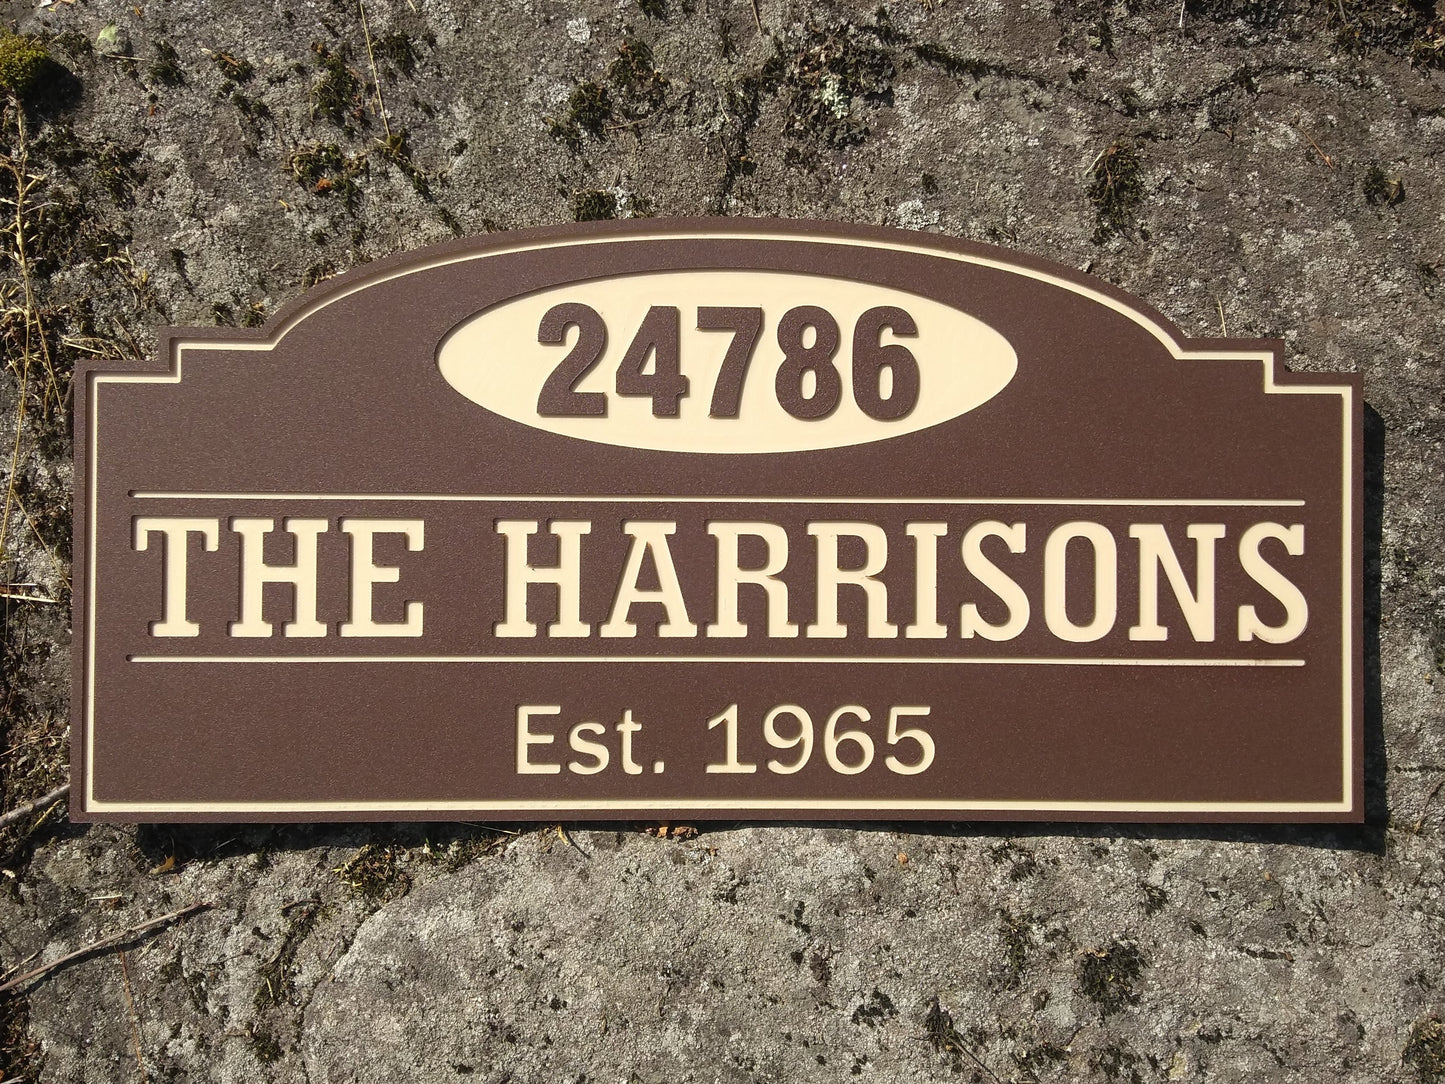 24786
THE HARRISONS
Est. 1965